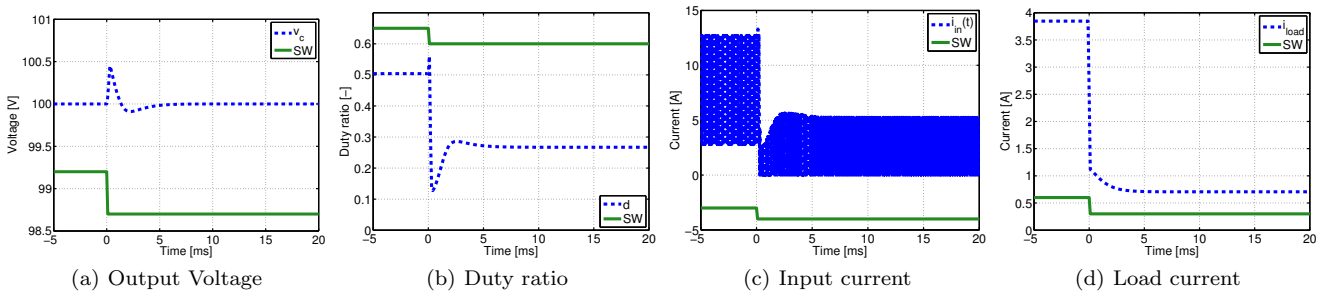 101
100.5
100
99.5
99
98.5
Voltage [V]
v_c
SW
−5 0 5 10 15 20
Time [ms]
(a) Output Voltage
0.6
0.5
0.4
0.3
0.2
0.1
0
Duty ratio [−]
d
SW
−5 0 5 10 15 20
Time [ms]
(b) Duty ratio
15
10
5
0
−5
Current [A]
i_in(t)
SW
−5 0 5 10 15 20
Time [ms]
(c) Input current
4
3.5
3
2.5
2
1.5
1
0.5
0
Current [A]
i_load
SW
−5 0 5 10 15 20
Time [ms]
(d) Load current